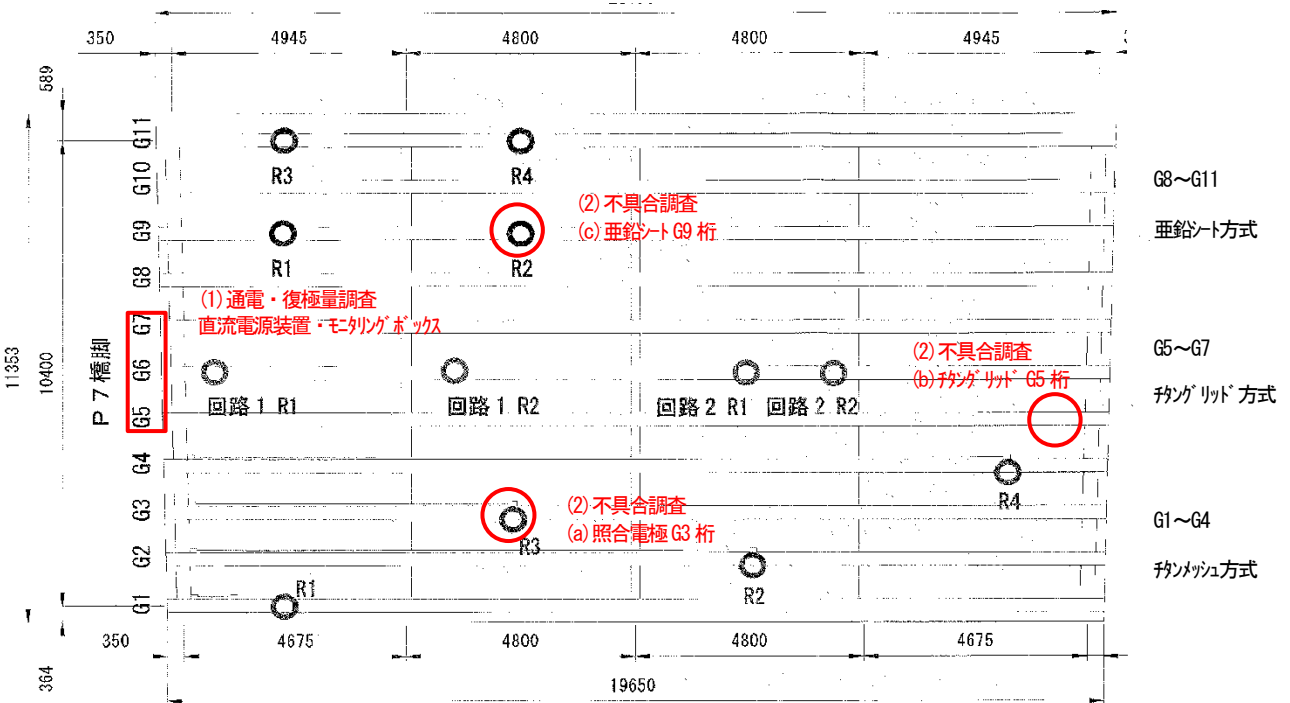 350
4945
4800
4800
4945
589
G11
R3
R4
G10
G8～G11
(2) 不具合調査
G9
(c) 亜鉛シート G9 桁
亜鉛シート方式
R1
R2
G8
(1) 通電・復極量調査
直流電源装置・モニタリングボックス
G7
11353
10400
P7橋脚
G6
(2) 不具合調査
G5～G7
(b) チタングリッド G5 桁
チタングリッド方式
回路1 R1
回路1 R2
回路2 R1
回路2 R2
G5
G4
R4
G3
(2) 不具合調査
(a) 照合電極 G3 桁
G1～G4
R3
G2
チタンメッシュ方式
R2
R1
G1
350
4675
4800
4800
4675
364
19650